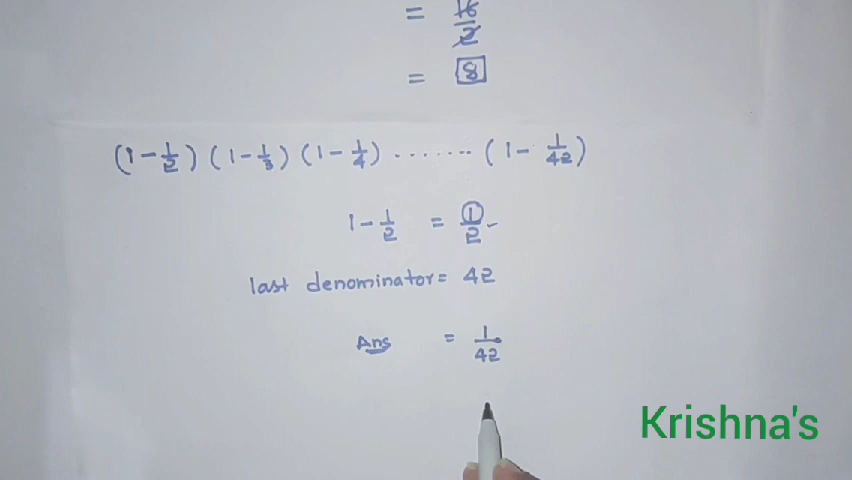 = 16/2
= 8
(1-1/2) (1-1/3) (1-1/4) ....... (1- 1/42)
1-1/2 = 1/2
last denominator= 42
Ans = 1/42
Krishna's